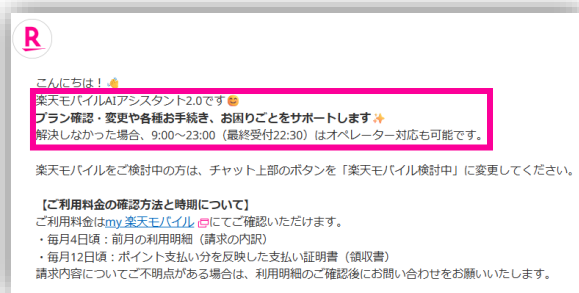 R
こんにちは！
楽天モバイルAIアシスタント2.0です
プラン確認・変更や各種お手続き、お困りごとをサポートします
解決しなかった場合、9:00～23:00（最終受付22:30）はオペレーター対応も可能です。
楽天モバイルをご検討中の方は、チャット上部のボタンを「楽天モバイル検討中」に変更してください。
【ご利用料金の確認方法と時期について】
ご利用料金はmy 楽天モバイルにてご確認いただけます。
・毎月4日頃：前月の利用明細（請求の内訳）
・毎月12日頃：ポイント支払い分を反映した支払い証明書（領収書）
請求内容についてご不明点がある場合は、利用明細のご確認後にお問い合わせをお願いいたします。